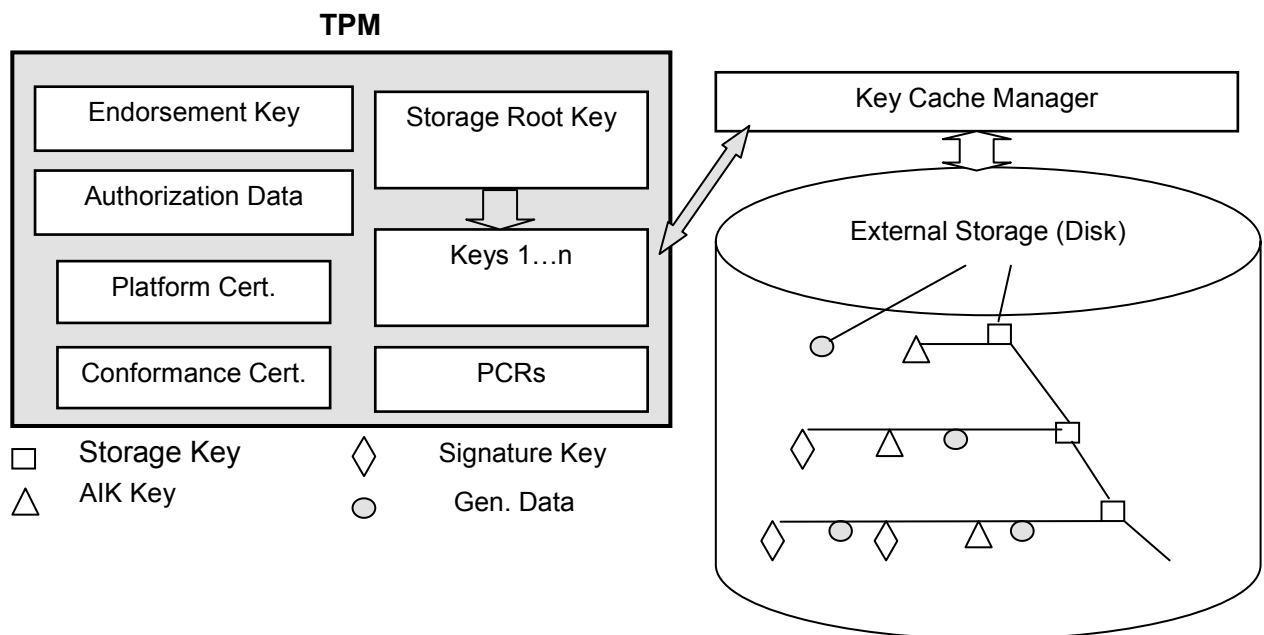 TPM
Endorsement Key
Storage Root Key
Authorization Data
Keys 1…n
Platform Cert.
Conformance Cert.
PCRs
Key Cache Manager
External Storage (Disk)
Storage Key
Signature Key
AIK Key
Gen. Data